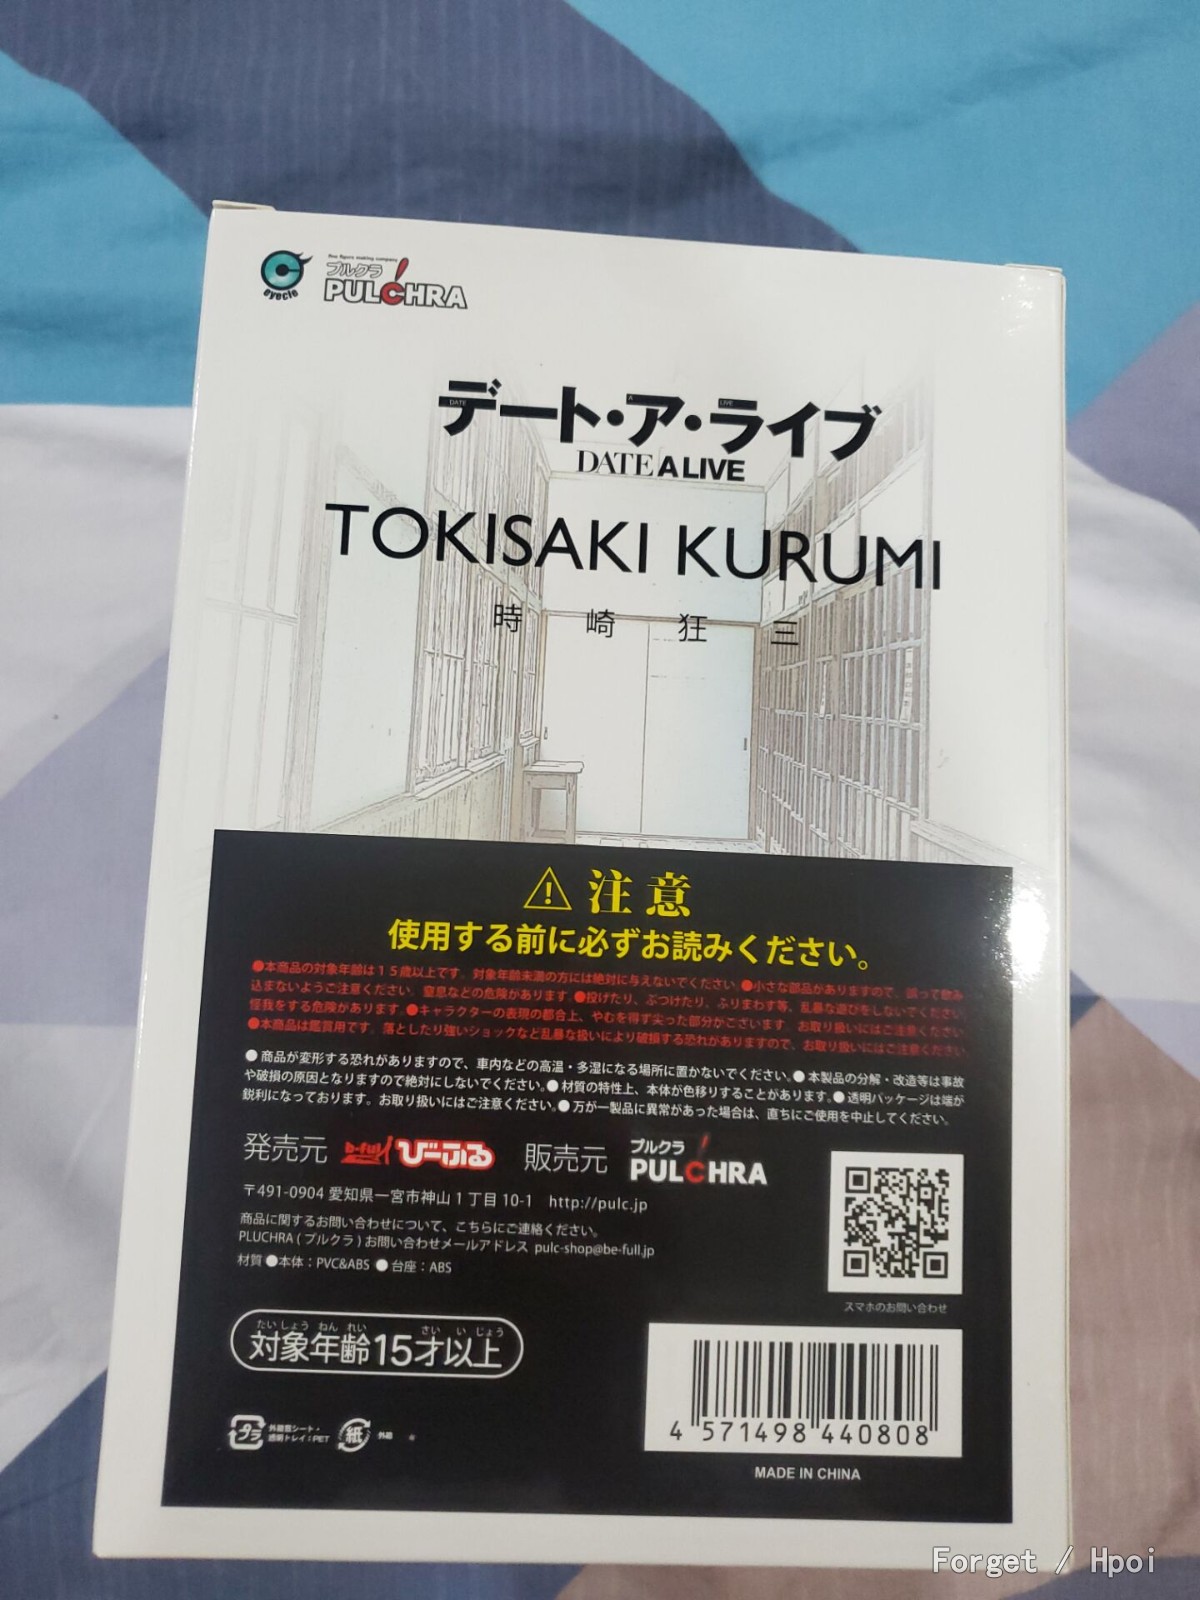 eyecle
fine figure making company
プルクラ
PULCHRA
デート・ア・ライブ
DATE A LIVE
DATE A LIVE
TOKISAKI KURUMI
時崎狂三
注意
使用する前に必ずお読みください。
●本商品の対象年齢は15歳以上です。対象年齢未満の方には絶対に与えないでください。●小さな部品がありますので、誤って飲み
込まないようご注意ください。窒息などの危険があります。●投げたり、ぶつけたり、ふりまわす等、乱暴な遊びをしないでください
怪我をする危険があります。●キャラクターの表現の都合上、やむを得ず尖った部分がございます。お取り扱いにはご注意ください
●本商品は鑑賞用です。落としたり強いショックなど乱暴な扱いにより破損する恐れがありますので、お取り扱いにはご注意ください
●商品が変形する恐れがありますので、車内などの高温・多湿になる場所に置かないでください。●本製品の分解・改造等は事故
や破損の原因となりますので絶対にしないでください。●材質の特性上、本体が色移りすることがあります。●透明パッケージは端が
鋭利になっております。お取り扱いにはご注意ください。●万が一製品に異常があった場合は、直ちにご使用を中止してください。
発売元 b-full びーふる 販売元 プルクラ PULCHRA
〒491-0904 愛知県一宮市神山1丁目10-1 http://pulc.jp
商品に関するお問い合わせについて、こちらにご連絡ください。
PLUCHRA(プルクラ)お問い合わせメールアドレス pulc-shop@be-full.jp
材質 ●本体：PVC&ABS ●台座：ABS
スマホのお問い合わせ
たいしょう ねん れい さい い じょう
対象年齢15才以上
プラ
透明トレイ：PET
紙
4 571498 440808
MADE IN CHINA
Forget / Hpoi